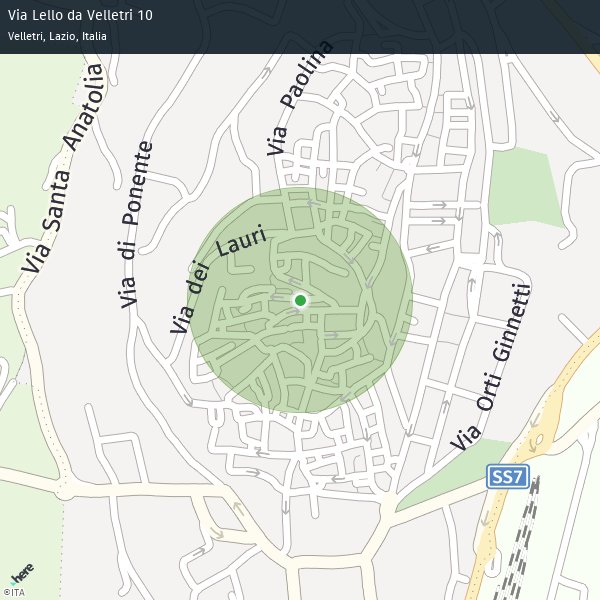 Via Lello da Velletri 10
Velletri, Lazio, Italia
Via Paolina
Via Santa Anatolia
Via di Ponente
Via dei Lauri
Via Orti Ginnetti
SS7
here
©ITA